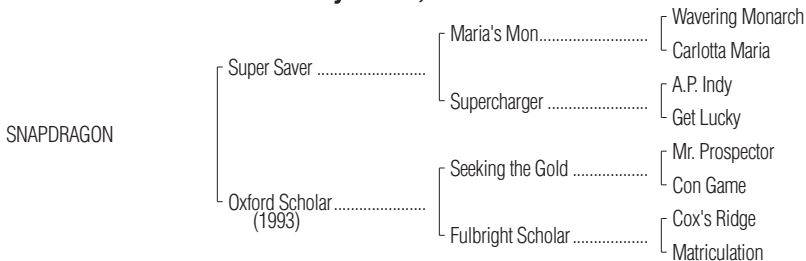 Wavering Monarch
Maria's Mon..........................
Carlotta Maria
Super Saver ..........................
A.P. Indy
Supercharger ........................
Get Lucky
SNAPDRAGON
Mr. Prospector
Seeking the Gold ..................
Con Game
Oxford Scholar......................
(1993)
Cox's Ridge
Fulbright Scholar ..................
Matriculation